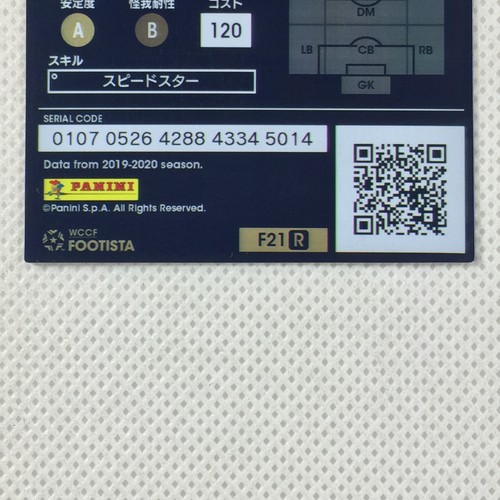 安定度 怪我耐性 コスト
A B 120
DM
LB CB RB
GK
スキル
スピードスター
SERIAL CODE
0107 0526 4288 4334 5014
Data from 2019-2020 season.
PANINI
©Panini S.p.A. All Rights Reserved.
WCCF
FOOTISTA
F21 R